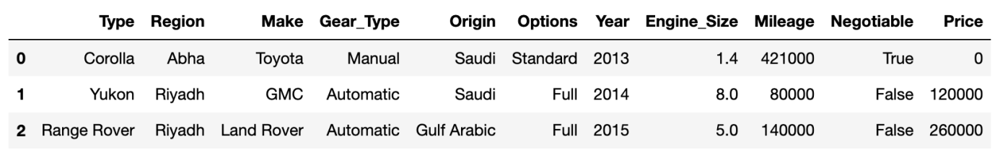 Type Region Make Gear_Type Origin Options Year Engine_Size Mileage Negotiable Price
0 Corolla Abha Toyota Manual Saudi Standard 2013 1.4 421000 True 0
1 Yukon Riyadh GMC Automatic Saudi Full 2014 8.0 80000 False 120000
2 Range Rover Riyadh Land Rover Automatic Gulf Arabic Full 2015 5.0 140000 False 260000